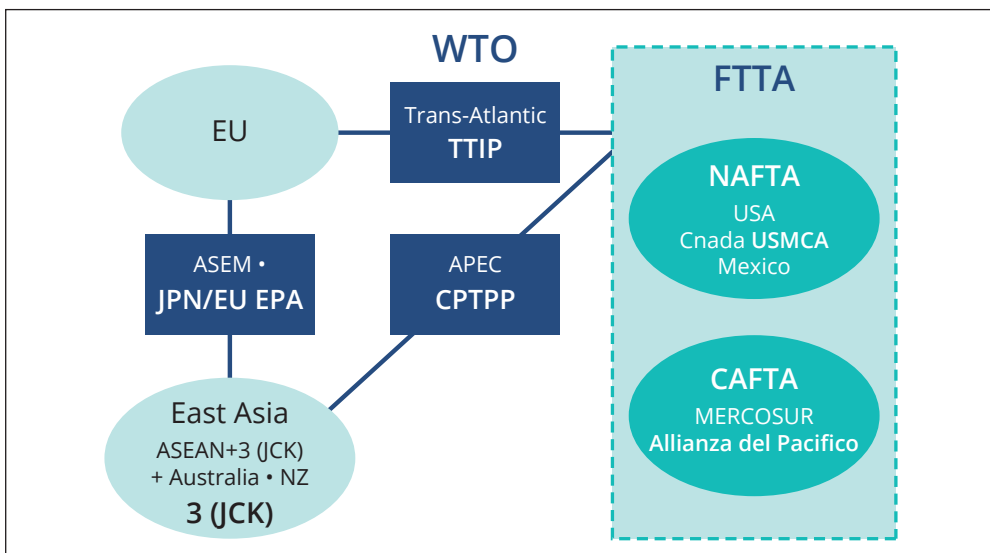 WTO
EU
Trans-Atlantic
TTIP
FTTA
NAFTA
USA
Cnada USMCA
Mexico
ASEM •
JPN/EU EPA
APEC
CPTPP
CAFTA
MERCOSUR
Allianza del Pacifico
East Asia
ASEAN+3 (JCK)
+ Australia • NZ
3 (JCK)